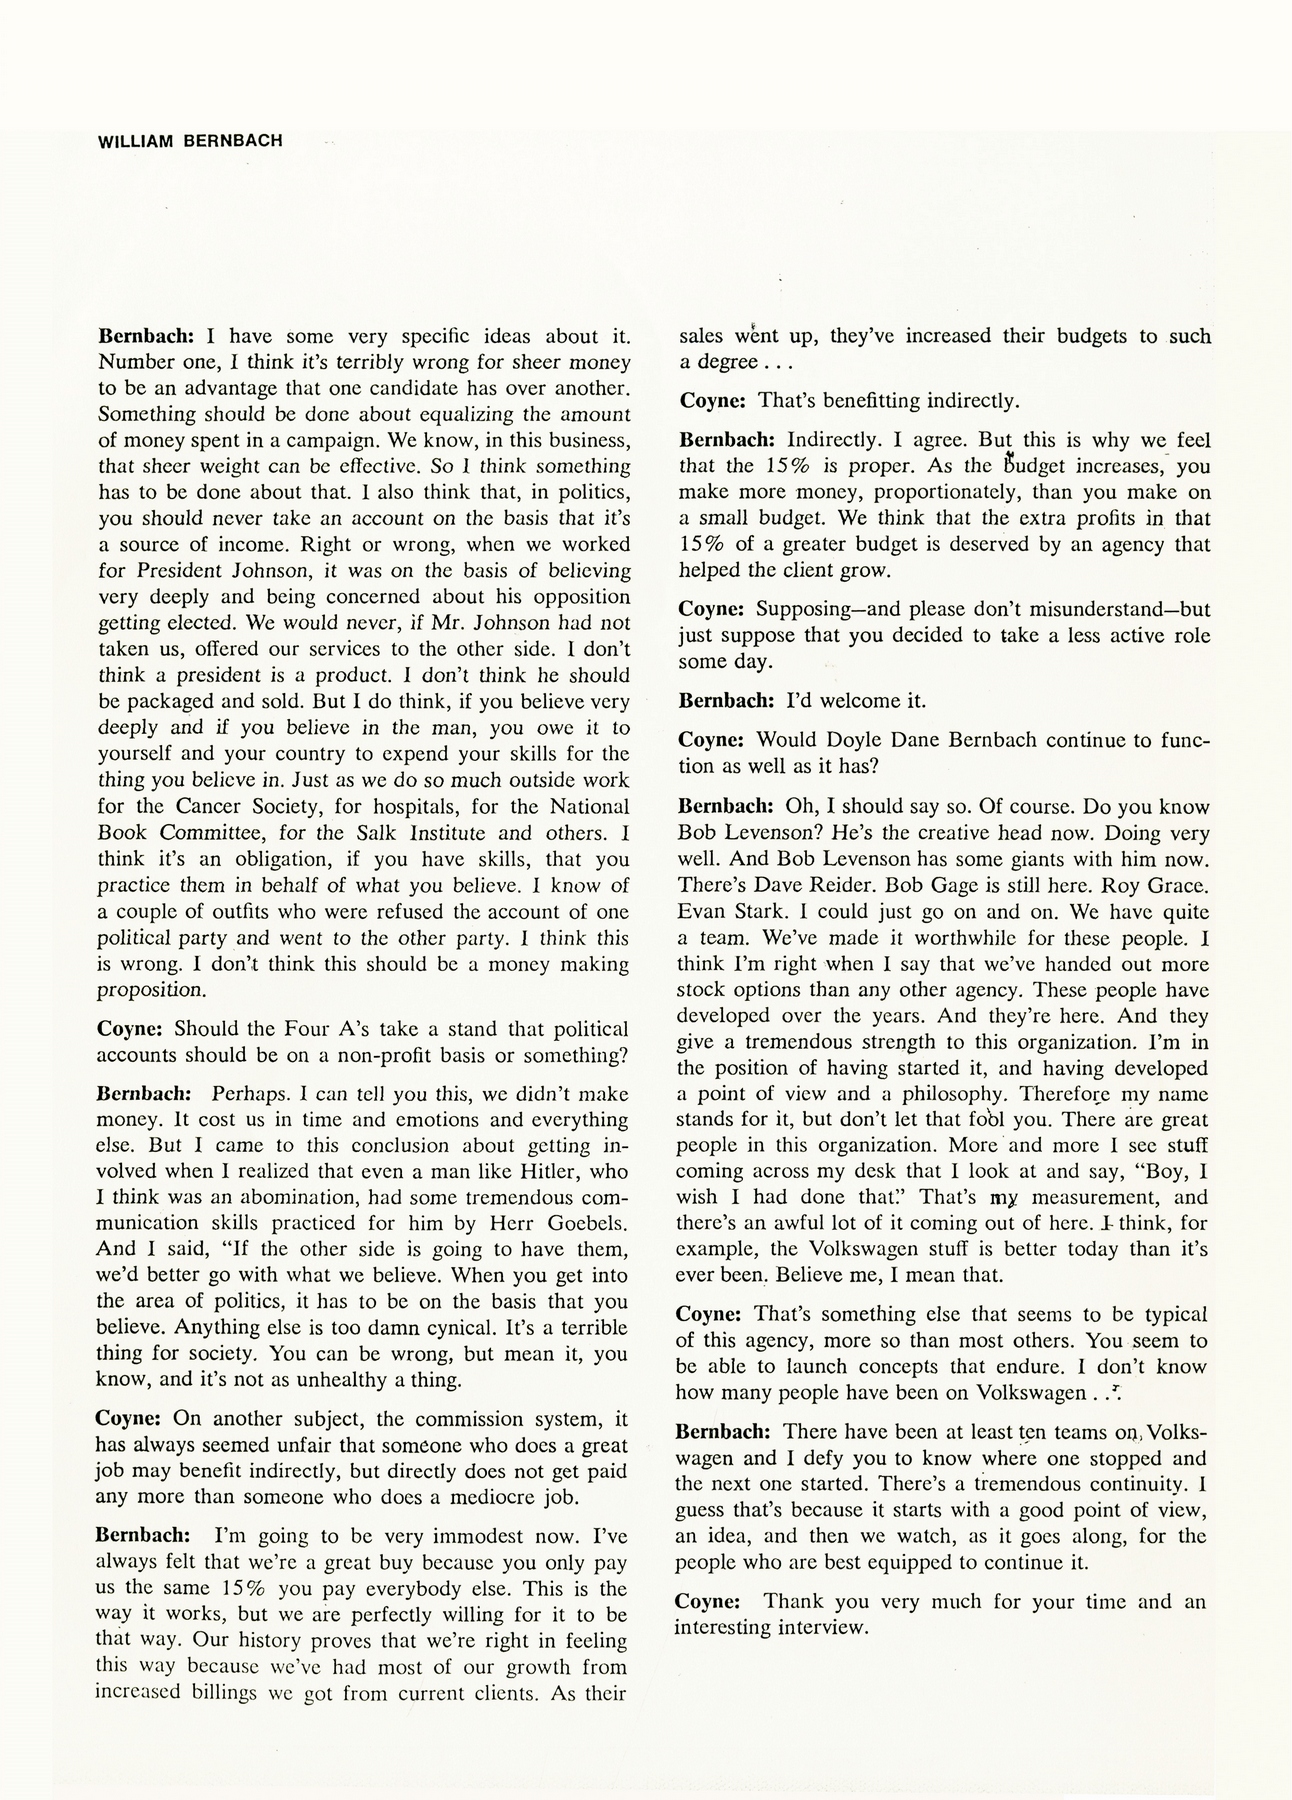 WILLIAM BERNBACH
Bernbach: I have some very specific ideas about it.
Number one, I think it's terribly wrong for sheer money
to be an advantage that one candidate has over another.
Something should be done about equalizing the amount
of money spent in a campaign. We know, in this business,
that sheer weight can be effective. So I think something
has to be done about that. I also think that, in politics,
you should never take an account on the basis that it's
a source of income. Right or wrong, when we worked
for President Johnson, it was on the basis of believing
very deeply and being concerned about his opposition
getting elected. We would never, if Mr. Johnson had not
taken us, offered our services to the other side. I don't
think a president is a product. I don't think he should
be packaged and sold. But I do think, if you believe very
deeply and if you believe in the man, you owe it to
yourself and your country to expend your skills for the
thing you believe in. Just as we do so much outside work
for the Cancer Society, for hospitals, for the National
Book Committee, for the Salk Institute and others. I
think it's an obligation, if you have skills, that you
practice them in behalf of what you believe. I know of
a couple of outfits who were refused the account of one
political party and went to the other party. I think this
is wrong. I don't think this should be a money making
proposition.
Coyne: Should the Four A's take a stand that political
accounts should be on a non-profit basis or something?
Bernbach: Perhaps. I can tell you this, we didn't make
money. It cost us in time and emotions and everything
else. But I came to this conclusion about getting in-
volved when I realized that even a man like Hitler, who
I think was an abomination, had some tremendous com-
munication skills practiced for him by Herr Goebels.
And I said, "If the other side is going to have them,
we'd better go with what we believe. When you get into
the area of politics, it has to be on the basis that you
believe. Anything else is too damn cynical. It's a terrible
thing for society. You can be wrong, but mean it, you
know, and it's not as unhealthy a thing.
Coyne: On another subject, the commission system, it
has always seemed unfair that someone who does a great
job may benefit indirectly, but directly does not get paid
any more than someone who does a mediocre job.
Bernbach: I'm going to be very immodest now. I've
always felt that we're a great buy because you only pay
us the same 15% you pay everybody else. This is the
way it works, but we are perfectly willing for it to be
that way. Our history proves that we're right in feeling
this way because we've had most of our growth from
increased billings we got from current clients. As their
sales went up, they've increased their budgets to such
a degree . . .
Coyne: That's benefitting indirectly.
Bernbach: Indirectly. I agree. But this is why we feel
that the 15% is proper. As the budget increases, you
make more money, proportionately, than you make on
a small budget. We think that the extra profits in that
15% of a greater budget is deserved by an agency that
helped the client grow.
Coyne: Supposing—and please don't misunderstand—but
just suppose that you decided to take a less active role
some day.
Bernbach: I'd welcome it.
Coyne: Would Doyle Dane Bernbach continue to func-
tion as well as it has?
Bernbach: Oh, I should say so. Of course. Do you know
Bob Levenson? He's the creative head now. Doing very
well. And Bob Levenson has some giants with him now.
There's Dave Reider. Bob Gage is still here. Roy Grace.
Evan Stark. I could just go on and on. We have quite
a team. We've made it worthwhile for these people. I
think I'm right when I say that we've handed out more
stock options than any other agency. These people have
developed over the years. And they're here. And they
give a tremendous strength to this organization. I'm in
the position of having started it, and having developed
a point of view and a philosophy. Therefore my name
stands for it, but don't let that fool you. There are great
people in this organization. More and more I see stuff
coming across my desk that I look at and say, "Boy, I
wish I had done that." That's my measurement, and
there's an awful lot of it coming out of here. I think, for
example, the Volkswagen stuff is better today than it's
ever been. Believe me, I mean that.
Coyne: That's something else that seems to be typical
of this agency, more so than most others. You seem to
be able to launch concepts that endure. I don't know
how many people have been on Volkswagen . . .
Bernbach: There have been at least ten teams on Volks-
wagen and I defy you to know where one stopped and
the next one started. There's a tremendous continuity. I
guess that's because it starts with a good point of view,
an idea, and then we watch, as it goes along, for the
people who are best equipped to continue it.
Coyne: Thank you very much for your time and an
interesting interview.